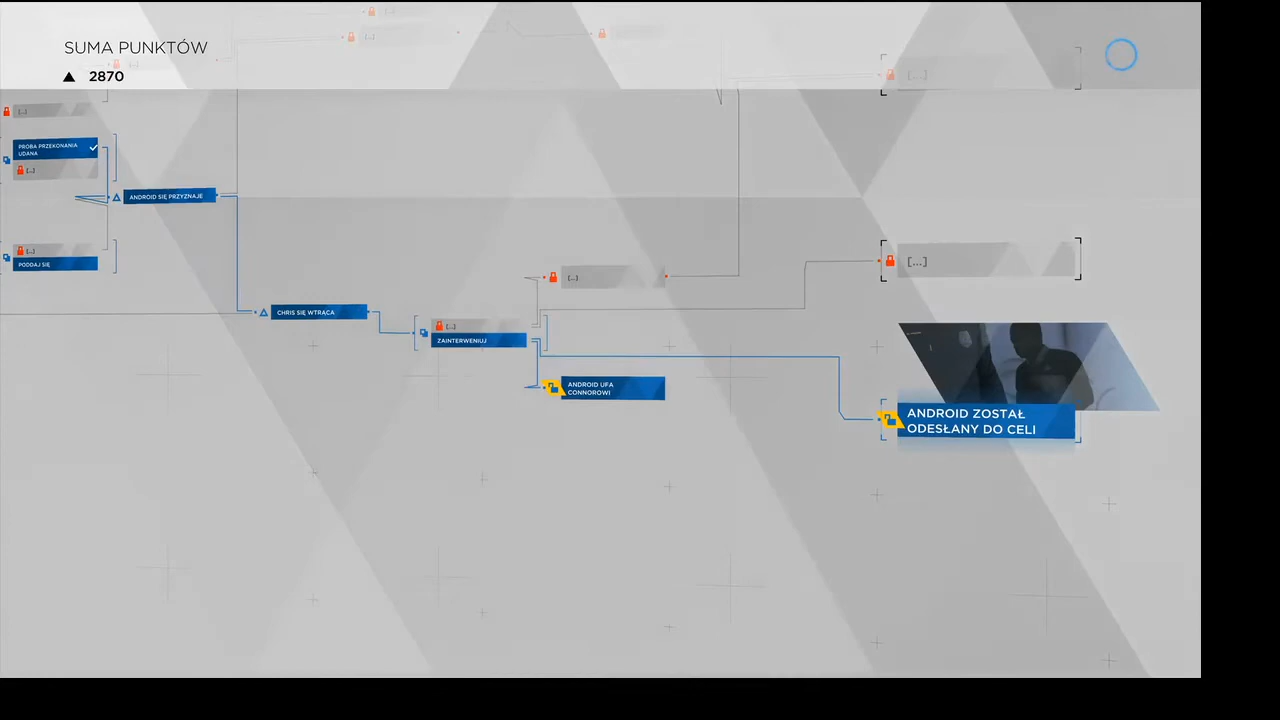 SUMA PUNKTÓW
2870
[...]
[...]
[...]
[...]
[...]
[...]
PRÓBA PRZEKONANIA
UDANA
[...]
ANDROID SIĘ PRZYZNAJE
[...]
PODDAJ SIĘ
[...]
[...]
CHRIS SIĘ WTRĄCA
[...]
ZAINTERWENIUJ
ANDROID UFA
CONNOROWI
ANDROID ZOSTAŁ
ODESŁANY DO CELI